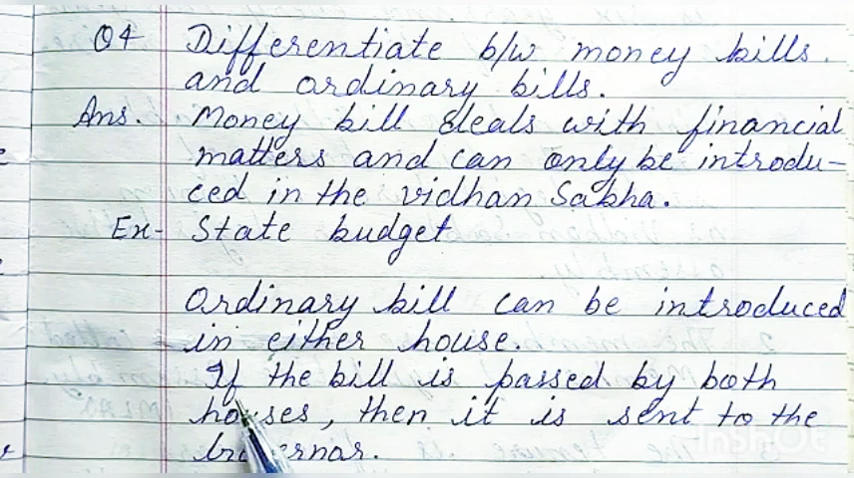 Q4 Differentiate b/w money bills
and ordinary bills.
Ans. Money bill deals with financial
matters and can only be introdu-
ced in the vidhan Sabha.
Ex- State budget
Ordinary bill can be introduced
in either house.
If the bill is passed by both
houses, then it is sent to the
InShOt